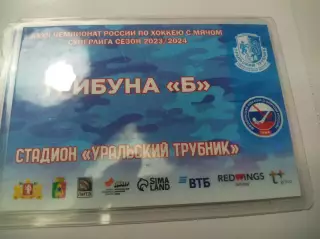 ЧЕМПИОНАТ РОССИИ ПО ХОККЕЮ С МЯЧОМ
СУПЕРЛИГА СЕЗОН 2023/2024
ТРИБУНА «Б»
СТАДИОН «УРАЛЬСКИЙ ТРУБНИК»
SIMA LAND
ВТБ
REDWINGS